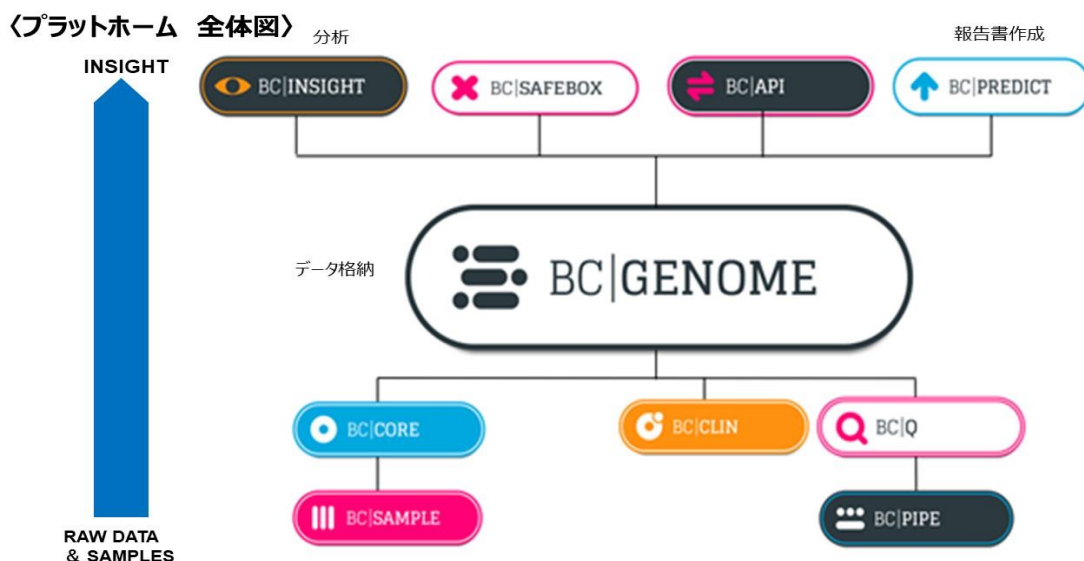 〈プラットホーム 全体図〉
分析
報告書作成
INSIGHT
BC|INSIGHT
BC|SAFEBOX
BC|API
BC|PREDICT
データ格納
BC|GENOME
BC|CORE
BC|CLIN
BC|Q
BC|SAMPLE
BC|PIPE
RAW DATA
& SAMPLES